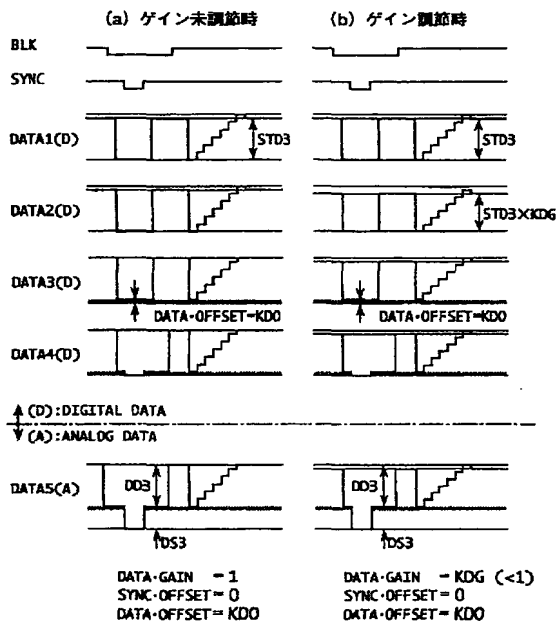 (a) ゲイン未調節時 (b) ゲイン調節時
BLK
SYNC
DATA1(D) STD3 STD3
DATA2(D) STD3×KDG
DATA3(D)
DATA・OFFSET=KDO DATA・OFFSET=KDO
DATA4(D)
(D):DIGITAL DATA
(A):ANALOG DATA
DATA5(A) DD3 DD3
DS3 DS3
DATA・GAIN =1 DATA・GAIN =KDG (<1)
SYNC・OFFSET=0 SYNC・OFFSET=0
DATA・OFFSET=KDO DATA・OFFSET=KDO